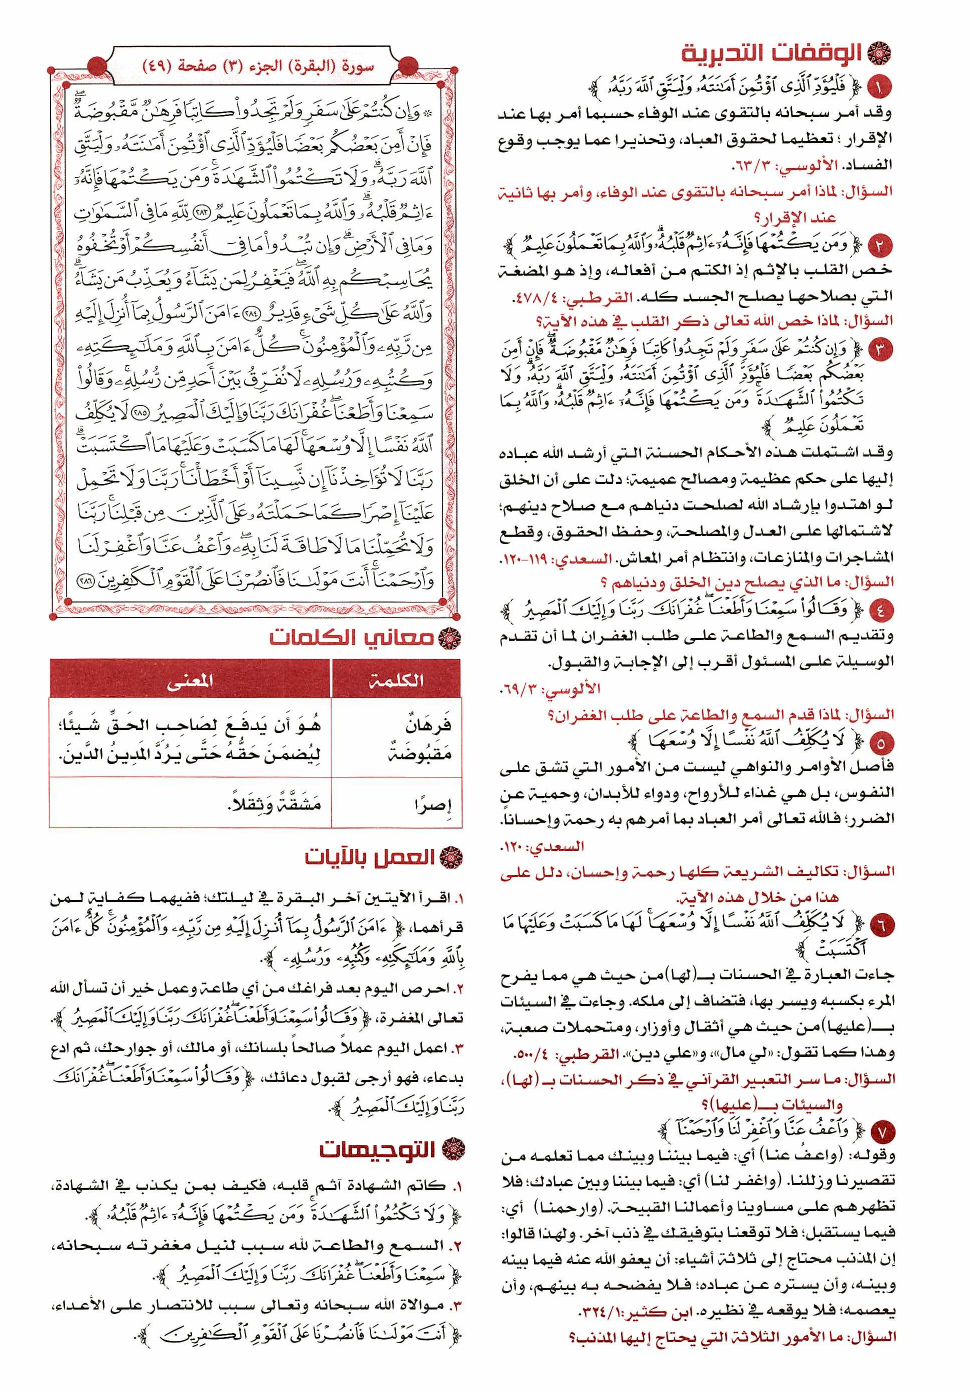 الوقفات التدبرية
١ ﴿ فَلْيُؤَدِّ ٱلَّذِى ٱؤْتُمِنَ أَمَٰنَتَهُۥ وَلْيَتَّقِ ٱللَّهَ رَبَّهُۥ ﴾
وقد أمر سبحانه بالتقوى عند الوفاء حسبما أمر بها عند
الإقرار ؛ تعظيما لحقوق العباد، وتحذيرا عما يوجب وقوع
الفساد. الألوسي: ٦٣/٣.
السؤال: لماذا أمر سبحانه بالتقوى عند الوفاء، وأمر بها ثانية
عند الإقرار؟
٢ ﴿ وَمَن يَكْتُمْهَا فَإِنَّهُۥٓ ءَاثِمٌ قَلْبُهُۥ ۗ وَٱللَّهُ بِمَا تَعْمَلُونَ عَلِيمٌ ﴾
خص القلب بالإثم إذ الكتم من أفعاله، وإذ هو المضغة
التي بصلاحها يصلح الجسد كله. القرطبي: ٤٧٨/٤.
السؤال: لماذا خص الله تعالى ذكر القلب في هذه الآية؟
٣ ﴿ وَإِن كُنتُمْ عَلَىٰ سَفَرٍ وَلَمْ تَجِدُوا۟ كَاتِبًا فَرِهَٰنٌ مَّقْبُوضَةٌ ۖ فَإِنْ أَمِنَ
بَعْضُكُم بَعْضًا فَلْيُؤَدِّ ٱلَّذِى ٱؤْتُمِنَ أَمَٰنَتَهُۥ وَلْيَتَّقِ ٱللَّهَ رَبَّهُۥ ۗ وَلَا
تَكْتُمُوا۟ ٱلشَّهَٰدَةَ ۚ وَمَن يَكْتُمْهَا فَإِنَّهُۥٓ ءَاثِمٌ قَلْبُهُۥ ۗ وَٱللَّهُ بِمَا
تَعْمَلُونَ عَلِيمٌ ﴾
وقد اشتملت هذه الأحكام الحسنة التي أرشد الله عباده
إليها على حكم عظيمة ومصالح عميمة؛ دلت على أن الخلق
لو اهتدوا بإرشاد الله لصلحت دنياهم مع صلاح دينهم؛
لاشتمالها على العدل والمصلحة، وحفظ الحقوق، وقطع
المشاجرات والمنازعات، وانتظام أمر المعاش. السعدي: ١١٩-١٢٠.
السؤال: ما الذي يصلح دين الخلق ودنياهم ؟
٤ ﴿ وَقَالُوا۟ سَمِعْنَا وَأَطَعْنَا ۖ غُفْرَانَكَ رَبَّنَا وَإِلَيْكَ ٱلْمَصِيرُ ﴾
وتقديم السمع والطاعة على طلب الغفران لما أن تقدم
الوسيلة على المسئول أقرب إلى الإجابة والقبول.
الألوسي: ٦٩/٣.
السؤال: لماذا قدم السمع والطاعة على طلب الغفران؟
٥ ﴿ لَا يُكَلِّفُ ٱللَّهُ نَفْسًا إِلَّا وُسْعَهَا ﴾
فأصل الأوامر والنواهي ليست من الأمور التي تشق على
النفوس، بل هي غذاء للأرواح، ودواء للأبدان، وحمية عن
الضرر؛ فالله تعالى أمر العباد بما أمرهم به رحمة وإحسانا.
السعدي: ١٢٠.
السؤال: تكاليف الشريعة كلها رحمة وإحسان، دلل على
هذا من خلال هذه الآية.
٦ ﴿ لَا يُكَلِّفُ ٱللَّهُ نَفْسًا إِلَّا وُسْعَهَا ۚ لَهَا مَا كَسَبَتْ وَعَلَيْهَا مَا
ٱكْتَسَبَتْ ﴾
جاءت العبارة في الحسنات بـ(لها)من حيث هي مما يفرح
المرء بكسبه ويسر بها، فتضاف إلى ملكه. وجاءت في السيئات
بـ(عليها)من حيث هي أثقال وأوزار، ومتحملات صعبة،
وهذا كما تقول: «لي مال»، و«علي دين». القرطبي: ٥٠٠/٤.
السؤال: ما سر التعبير القرآني في ذكر الحسنات بـ (لها)،
والسيئات بـ(عليها)؟
٧ ﴿ وَٱعْفُ عَنَّا وَٱغْفِرْ لَنَا وَٱرْحَمْنَآ ﴾
وقوله: (واعفُ عنا) أي: فيما بيننا وبينك مما تعلمه من
تقصيرنا وزللنا. (واغفر لنا) أي: فيما بيننا وبين عبادك؛ فلا
تظهرهم على مساوينا وأعمالنا القبيحة. (وارحمنا) أي:
فيما يستقبل؛ فلا توقعنا بتوفيقك في ذنب آخر. ولهذا قالوا:
إن المذنب محتاج إلى ثلاثة أشياء: أن يعفو الله عنه فيما بينه
وبينه، وأن يستره عن عباده؛ فلا يفضحه به بينهم، وأن
يعصمه؛ فلا يوقعه في نظيره. ابن كثير: ٣٢٤/١.
السؤال: ما الأمور الثلاثة التي يحتاج إليها المذنب؟
سورة (البقرة) الجزء (٣) صفحة (٤٩)
۞ وَإِن كُنتُمْ عَلَىٰ سَفَرٍ وَلَمْ تَجِدُوا۟ كَاتِبًا فَرِهَٰنٌ مَّقْبُوضَةٌ ۖ
فَإِنْ أَمِنَ بَعْضُكُم بَعْضًا فَلْيُؤَدِّ ٱلَّذِى ٱؤْتُمِنَ أَمَٰنَتَهُۥ وَلْيَتَّقِ
ٱللَّهَ رَبَّهُۥ ۗ وَلَا تَكْتُمُوا۟ ٱلشَّهَٰدَةَ ۚ وَمَن يَكْتُمْهَا فَإِنَّهُۥٓ
ءَاثِمٌ قَلْبُهُۥ ۗ وَٱللَّهُ بِمَا تَعْمَلُونَ عَلِيمٌ ٢٨٣ لِّلَّهِ مَا فِى ٱلسَّمَٰوَٰتِ
وَمَا فِى ٱلْأَرْضِ ۗ وَإِن تُبْدُوا۟ مَا فِىٓ أَنفُسِكُمْ أَوْ تُخْفُوهُ
يُحَاسِبْكُم بِهِ ٱللَّهُ ۖ فَيَغْفِرُ لِمَن يَشَآءُ وَيُعَذِّبُ مَن يَشَآءُ ۗ
وَٱللَّهُ عَلَىٰ كُلِّ شَىْءٍ قَدِيرٌ ٢٨٤ ءَامَنَ ٱلرَّسُولُ بِمَآ أُنزِلَ إِلَيْهِ
مِن رَّبِّهِۦ وَٱلْمُؤْمِنُونَ ۚ كُلٌّ ءَامَنَ بِٱللَّهِ وَمَلَٰٓئِكَتِهِۦ
وَكُتُبِهِۦ وَرُسُلِهِۦ لَا نُفَرِّقُ بَيْنَ أَحَدٍ مِّن رُّسُلِهِۦ ۚ وَقَالُوا۟
سَمِعْنَا وَأَطَعْنَا ۖ غُفْرَانَكَ رَبَّنَا وَإِلَيْكَ ٱلْمَصِيرُ ٢٨٥ لَا يُكَلِّفُ
ٱللَّهُ نَفْسًا إِلَّا وُسْعَهَا ۚ لَهَا مَا كَسَبَتْ وَعَلَيْهَا مَا ٱكْتَسَبَتْ ۗ
رَبَّنَا لَا تُؤَاخِذْنَآ إِن نَّسِينَآ أَوْ أَخْطَأْنَا ۚ رَبَّنَا وَلَا تَحْمِلْ
عَلَيْنَآ إِصْرًا كَمَا حَمَلْتَهُۥ عَلَى ٱلَّذِينَ مِن قَبْلِنَا ۚ رَبَّنَا
وَلَا تُحَمِّلْنَا مَا لَا طَاقَةَ لَنَا بِهِۦ ۖ وَٱعْفُ عَنَّا وَٱغْفِرْ لَنَا
وَٱرْحَمْنَآ ۚ أَنتَ مَوْلَىٰنَا فَٱنصُرْنَا عَلَى ٱلْقَوْمِ ٱلْكَٰفِرِينَ ٢٨٦
معاني الكلمات
الكلمة المعنى
فَرِهَانٌ هُوَ أَن يَدفَعَ لِصَاحِبِ الحَقِّ شَيئًا؛
مَقبُوضَةٌ لِيُضمَنَ حَقُّهُ حَتَّى يَرُدَّ المَدِينُ الدَّينَ.
إِصرًا مَشَقَّةً وَثِقَلاً.
العمل بالآيات
١. اقرأ الآيتين آخر البقرة في ليلتك؛ ففيهما كفاية لمن
قرأهما، ﴿ ءَامَنَ ٱلرَّسُولُ بِمَآ أُنزِلَ إِلَيْهِ مِن رَّبِّهِۦ وَٱلْمُؤْمِنُونَ ۚ كُلٌّ ءَامَنَ
بِٱللَّهِ وَمَلَٰٓئِكَتِهِۦ وَكُتُبِهِۦ وَرُسُلِهِۦ ﴾.
٢. احرص اليوم بعد فراغك من أي طاعة وعمل خير أن تسأل الله
تعالى المغفرة، ﴿ وَقَالُوا۟ سَمِعْنَا وَأَطَعْنَا ۖ غُفْرَانَكَ رَبَّنَا وَإِلَيْكَ ٱلْمَصِيرُ ﴾.
٣. اعمل اليوم عملاً صالحاً بلسانك، أو مالك، أو جوارحك، ثم ادع
بدعاء، فهو أرجى لقبول دعائك، ﴿ وَقَالُوا۟ سَمِعْنَا وَأَطَعْنَا ۖ غُفْرَانَكَ
رَبَّنَا وَإِلَيْكَ ٱلْمَصِيرُ ﴾.
التوجيهات
١. كاتم الشهادة آثم قلبه، فكيف بمن يكذب في الشهادة،
﴿ وَلَا تَكْتُمُوا۟ ٱلشَّهَٰدَةَ ۚ وَمَن يَكْتُمْهَا فَإِنَّهُۥٓ ءَاثِمٌ قَلْبُهُۥ ﴾.
٢. السمع والطاعة لله سبب لنيل مغفرته سبحانه،
﴿ سَمِعْنَا وَأَطَعْنَا ۖ غُفْرَانَكَ رَبَّنَا وَإِلَيْكَ ٱلْمَصِيرُ ﴾.
٣. موالاة الله سبحانه وتعالى سبب للانتصار على الأعداء،
﴿ أَنتَ مَوْلَىٰنَا فَٱنصُرْنَا عَلَى ٱلْقَوْمِ ٱلْكَٰفِرِينَ ﴾.